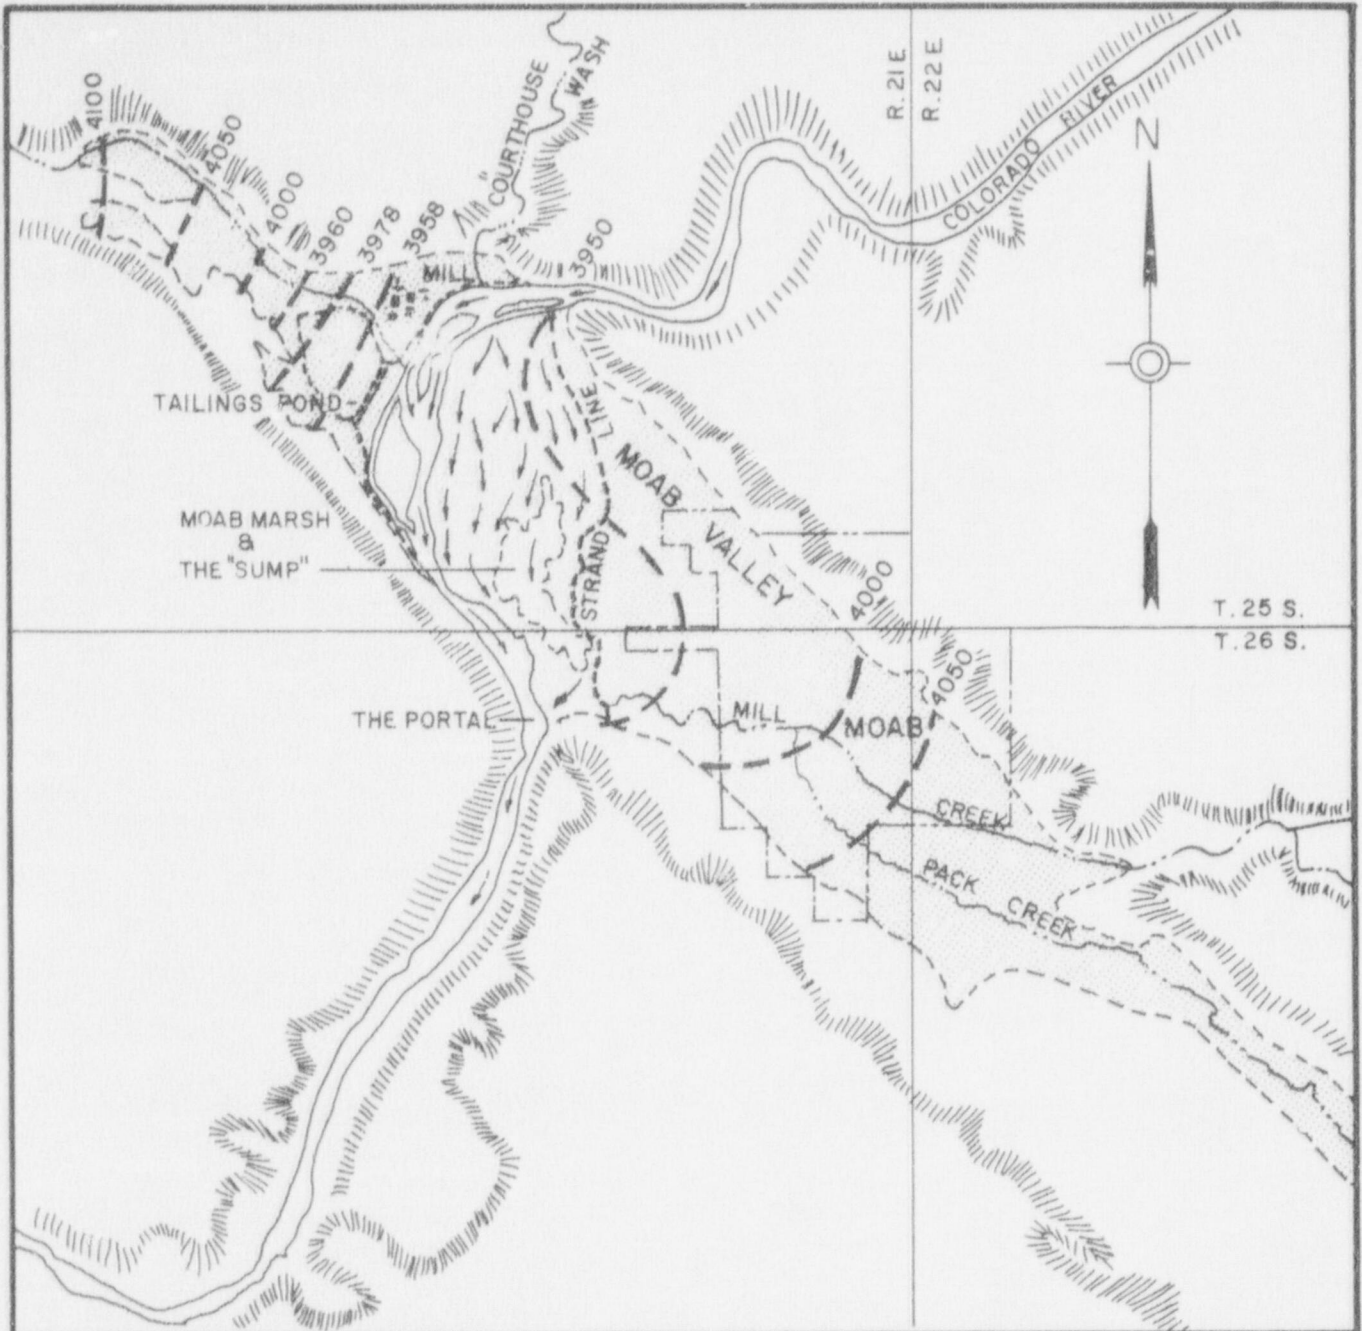 R. 21 E.
R. 22 E.
COURTHOUSE
WASH
COLORADO RIVER
N
4100
4050
4000
3960
3978
3958
3950
MILL
TAILINGS POND
STRAND LINE
MOAB VALLEY
MOAB MARSH
&
THE "SUMP"
4000
4050
T. 25 S.
T. 26 S.
THE PORTAL
MILL CREEK
MOAB
PACK CREEK